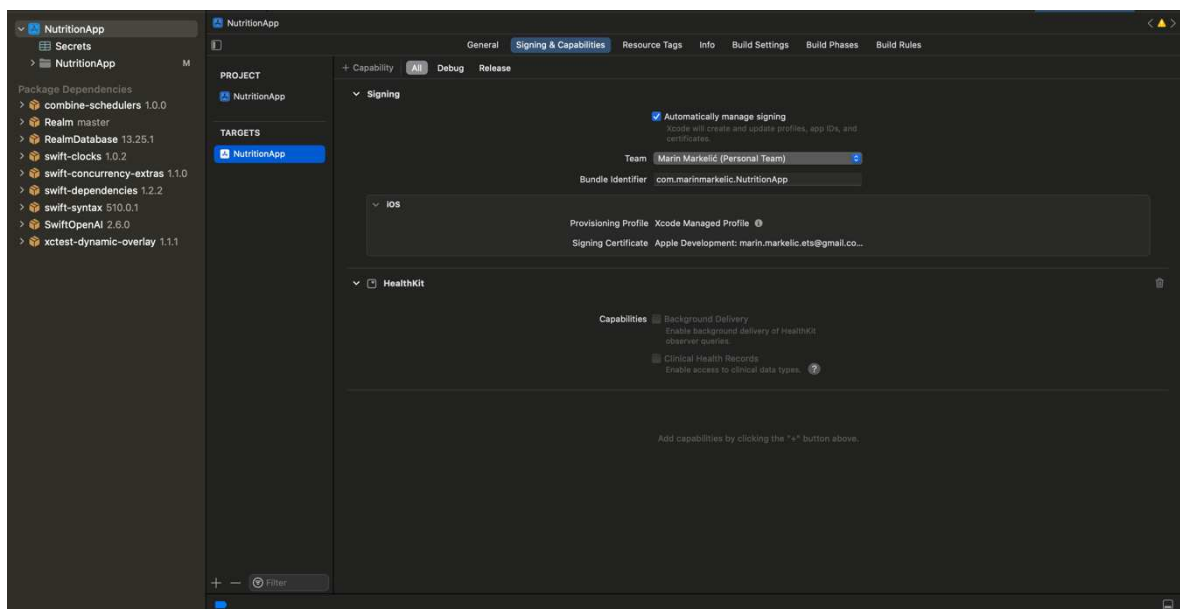 NutritionApp
Secrets
NutritionApp M
Package Dependencies
combine-schedulers 1.0.0
Realm master
RealmDatabase 13.25.1
swift-clocks 1.0.2
swift-concurrency-extras 1.1.0
swift-dependencies 1.2.2
swift-syntax 510.0.1
SwiftOpenAI 2.6.0
xctest-dynamic-overlay 1.1.1
NutritionApp
General Signing & Capabilities Resource Tags Info Build Settings Build Phases Build Rules
PROJECT
NutritionApp
TARGETS
NutritionApp
Filter
+ Capability All Debug Release
Signing
Automatically manage signing
Xcode will create and update profiles, app IDs, and
certificates.
Team Marin Markelić (Personal Team)
Bundle Identifier com.marinmarkelic.NutritionApp
iOS
Provisioning Profile Xcode Managed Profile
Signing Certificate Apple Development: marin.markelic.ets@gmail.co...
HealthKit
Capabilities Background Delivery
Enable background delivery of HealthKit
observer queries.
Clinical Health Records
Enable access to clinical data types. ?
Add capabilities by clicking the "+" button above.